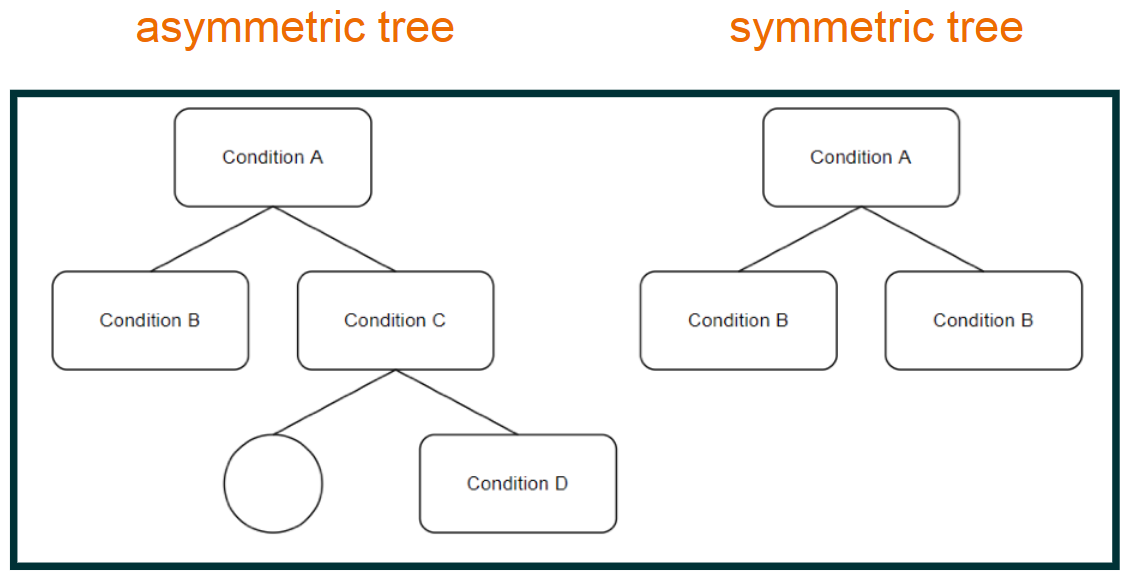 asymmetric tree
symmetric tree
Condition A
Condition B
Condition C
Condition D
Condition A
Condition B
Condition B